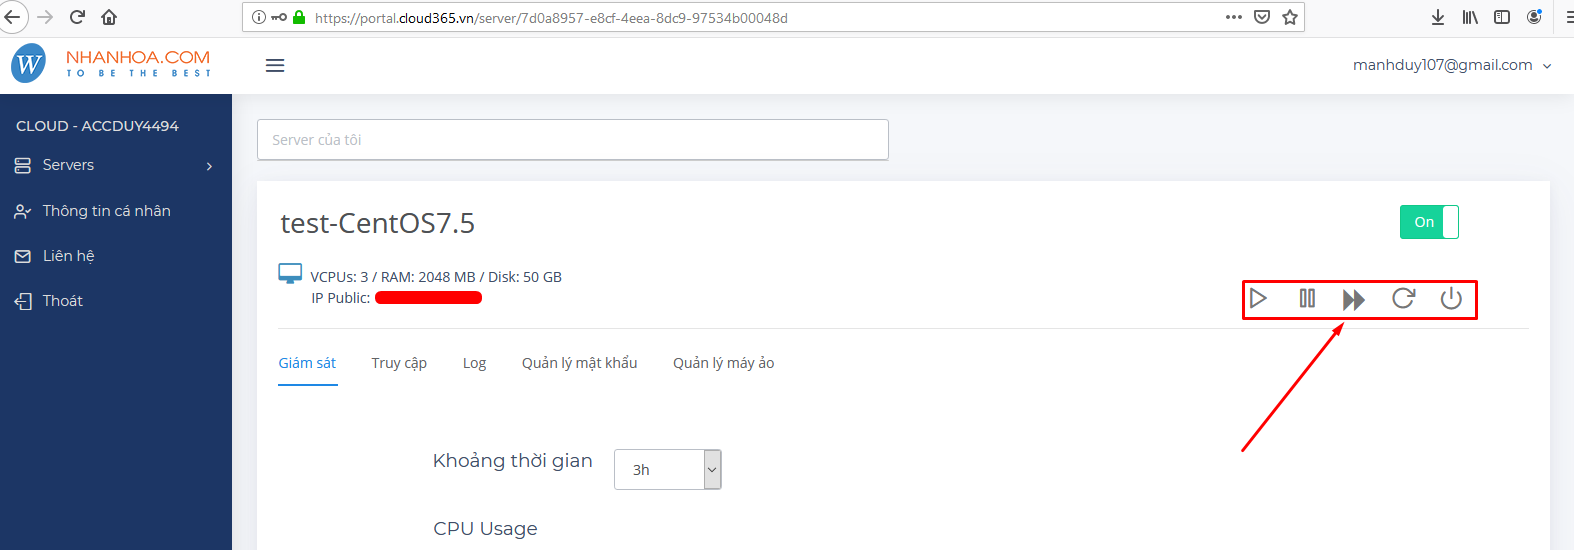 https://portal.cloud365.vn/server/7d0a8957-e8cf-4eea-8dc9-97534b00048d
W NHANHOA.COM
TO BE THE BEST
manhduy107@gmail.com
CLOUD - ACCDUY4494
Servers
Thông tin cá nhân
Liên hệ
Thoát
Server của tôi
test-CentOS7.5
On
VCPUs: 3 / RAM: 2048 MB / Disk: 50 GB
IP Public:
Giám sát Truy cập Log Quản lý mật khẩu Quản lý máy ảo
Khoảng thời gian 3h
CPU Usage